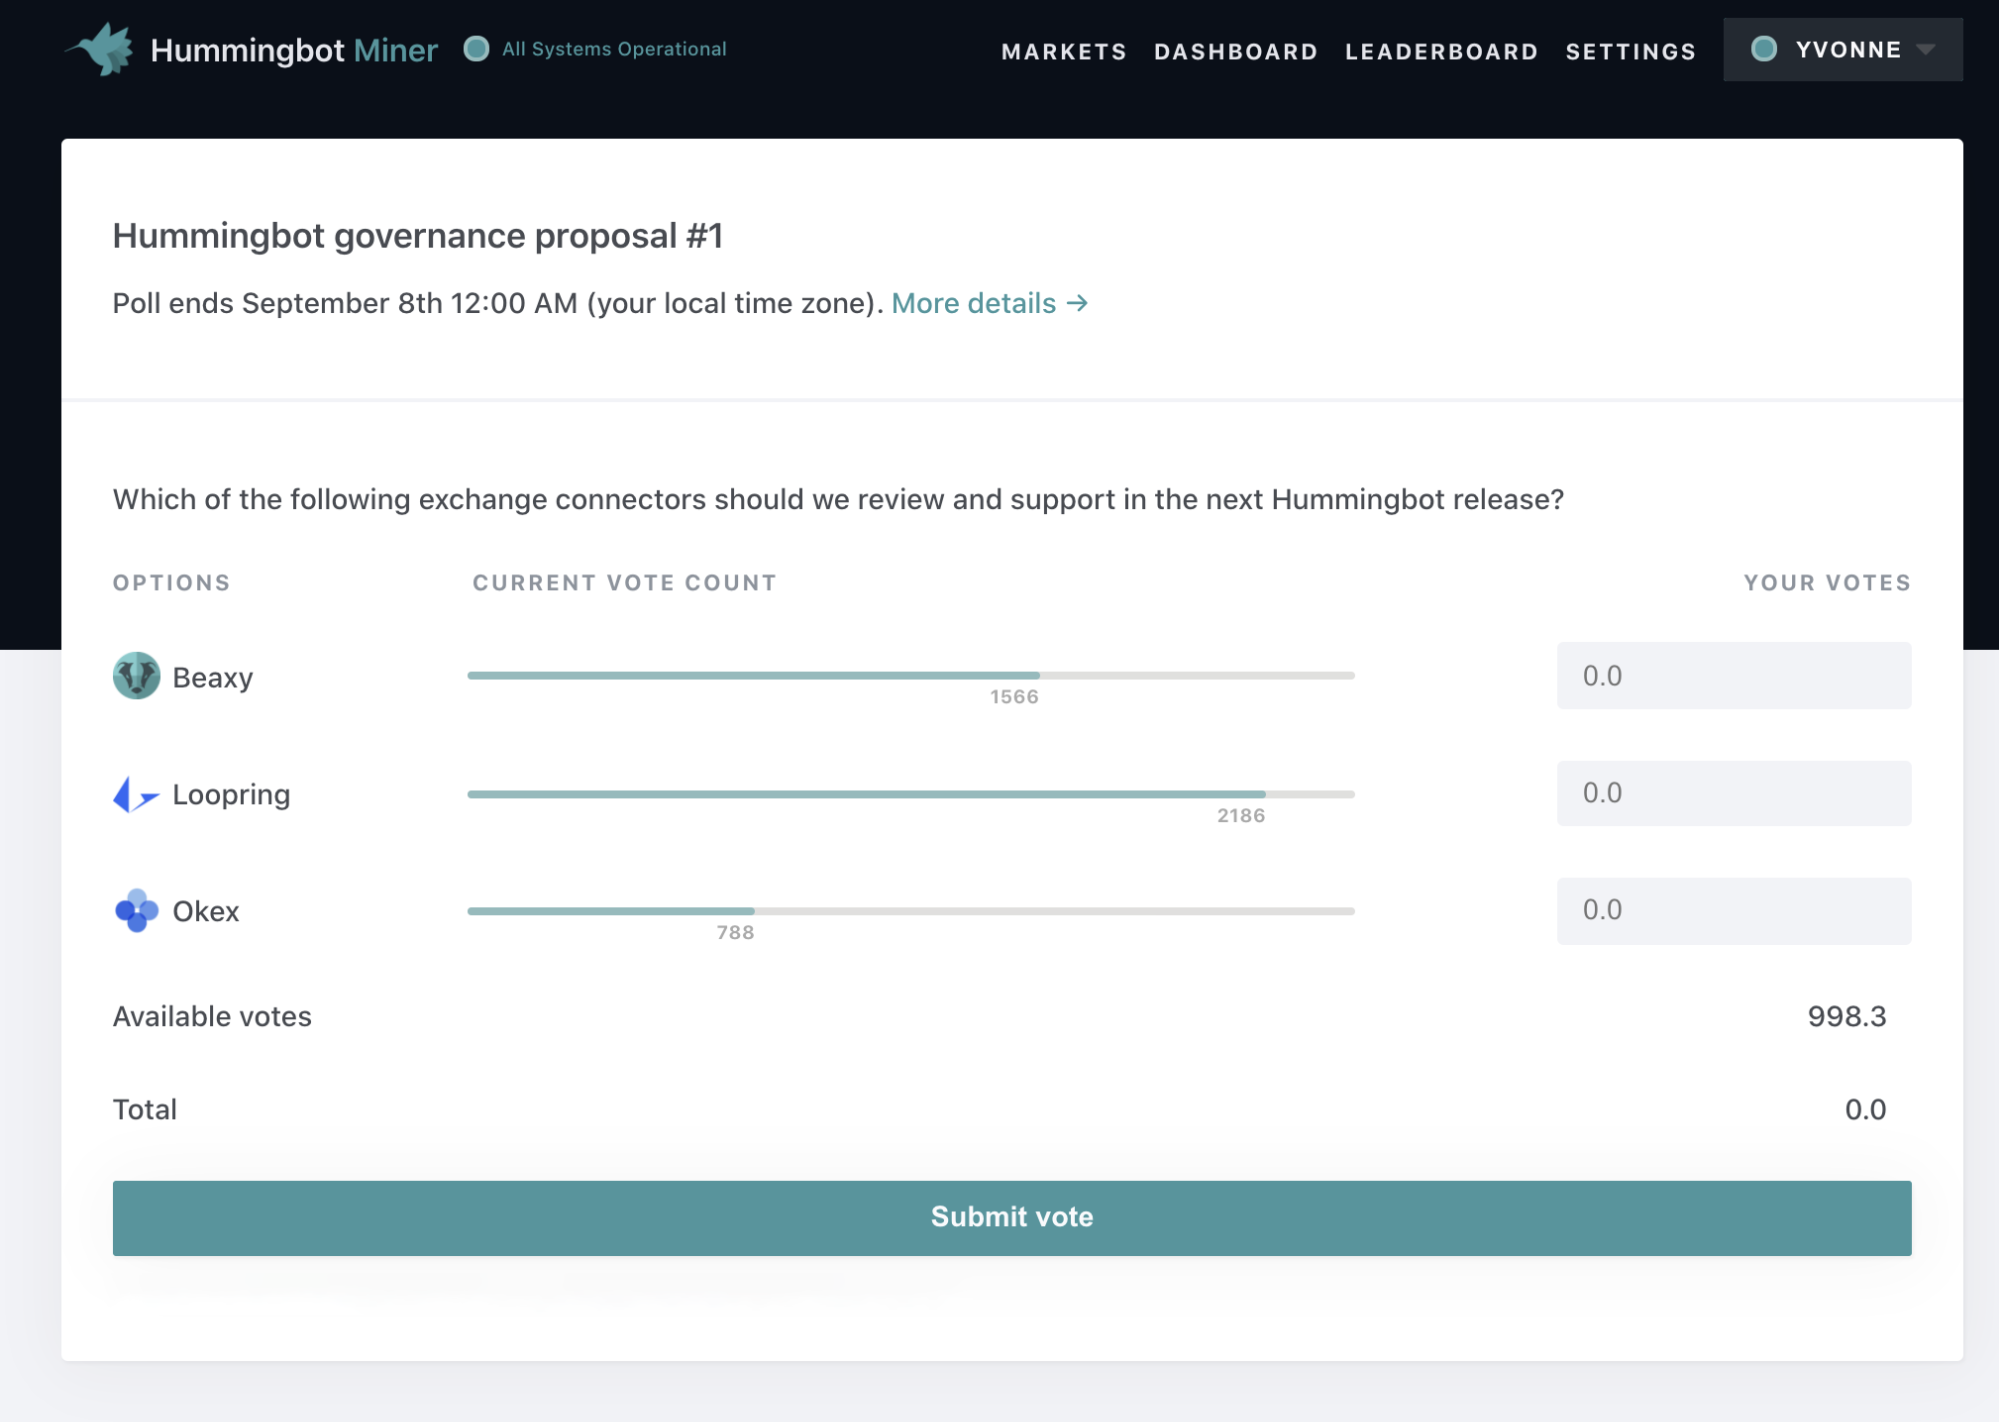 Hummingbot Miner All Systems Operational MARKETS DASHBOARD LEADERBOARD SETTINGS YVONNE
Hummingbot governance proposal #1
Poll ends September 8th 12:00 AM (your local time zone). More details →
Which of the following exchange connectors should we review and support in the next Hummingbot release?
OPTIONS CURRENT VOTE COUNT YOUR VOTES
Beaxy 0.0
1566
Loopring 0.0
2186
Okex 0.0
788
Available votes 998.3
Total 0.0
Submit vote